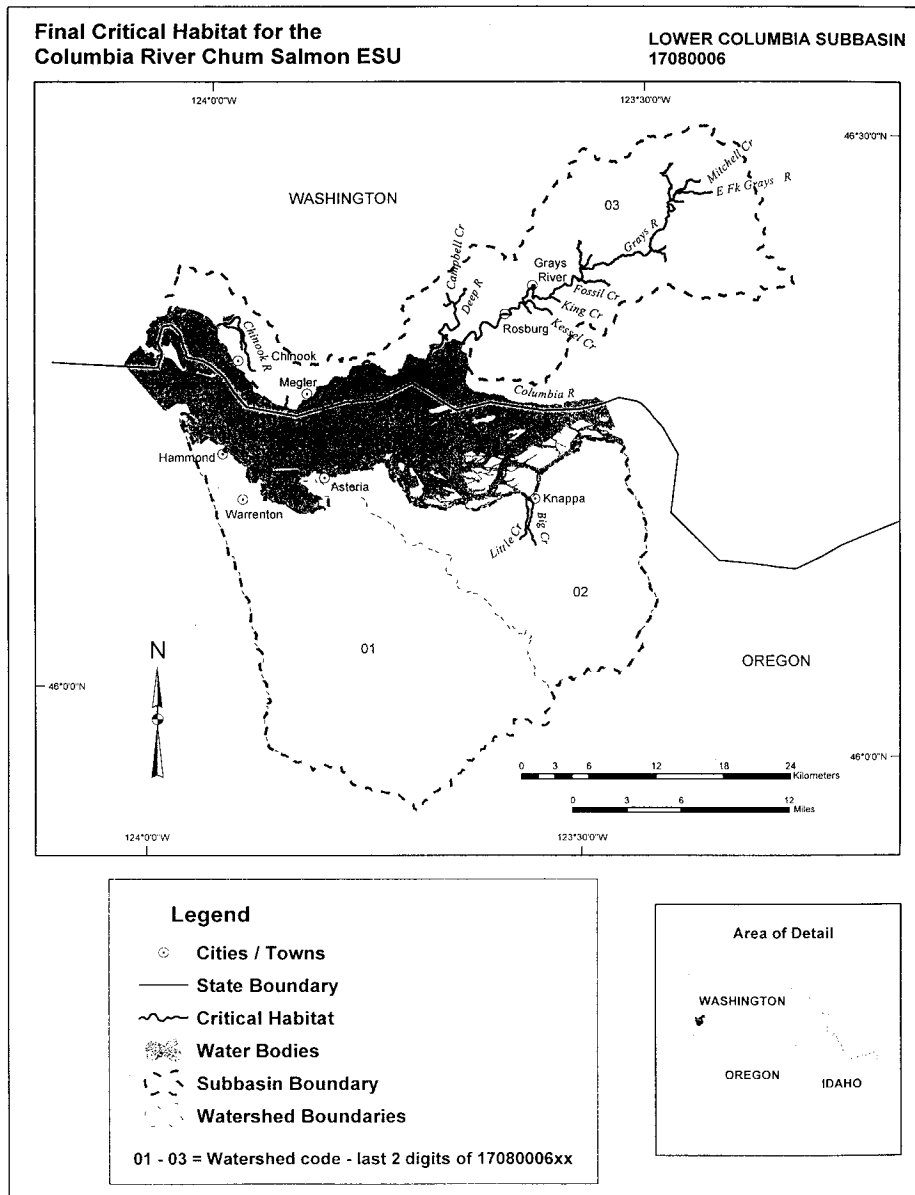 Final Critical Habitat for the
Columbia River Chum Salmon ESU
LOWER COLUMBIA SUBBASIN
17080006
124°0'0"W
123°30'0"W
46°30'0"N
WASHINGTON
Mitchell Cr
E Fk Grays R
03
Grays R
Campbell Cr
Deep R
Grays
River
Fossil Cr
King Cr
Kessel Cr
Rosburg
Chinook R
Chinook
Megler
Columbia R
Hammond
Astoria
Warrenton
Knappa
Big Cr
Little Cr
02
01
OREGON
N
46°0'0"N
46°0'0"N
0 3 6 12 18 24
Kilometers
0 3 6 12
Miles
124°0'0"W
123°30'0"W
Legend
Cities / Towns
State Boundary
Critical Habitat
Water Bodies
Subbasin Boundary
Watershed Boundaries
01 - 03 = Watershed code - last 2 digits of 17080006xx
Area of Detail
WASHINGTON
OREGON
IDAHO